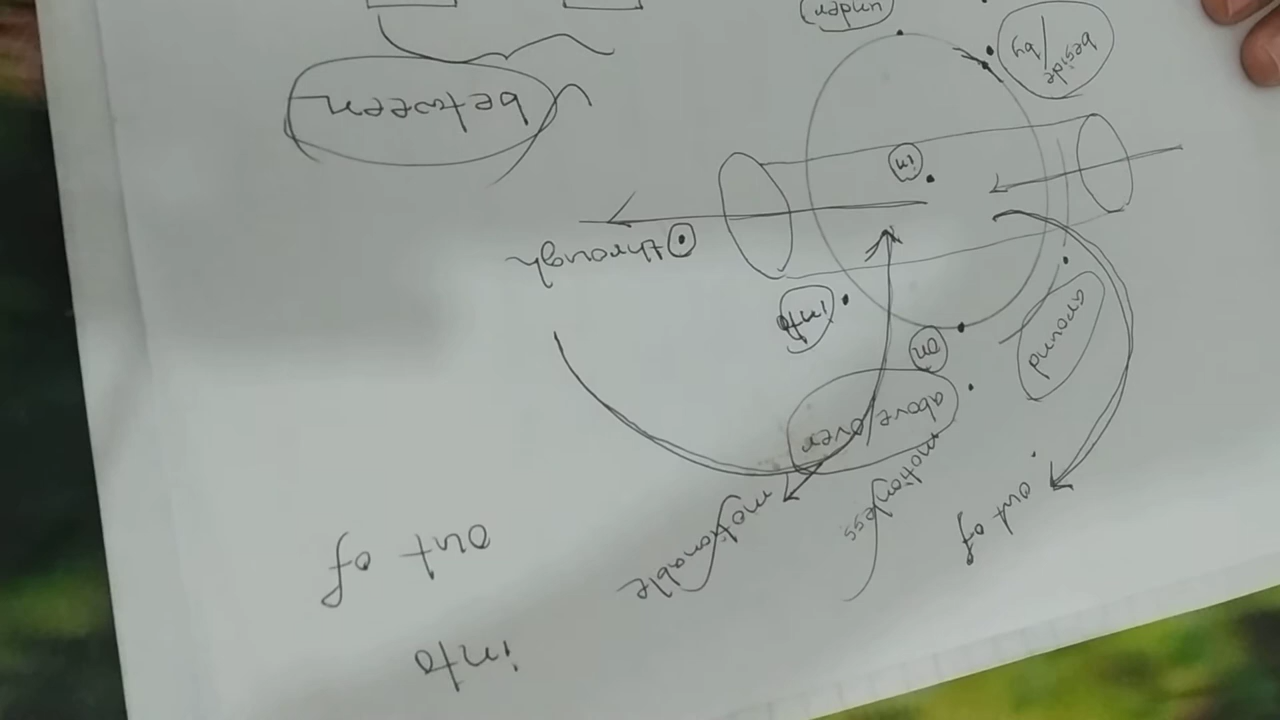 into
out of
out of
motionless
motionable
above/over
on
around
into
through
in
between
beside
/by
under